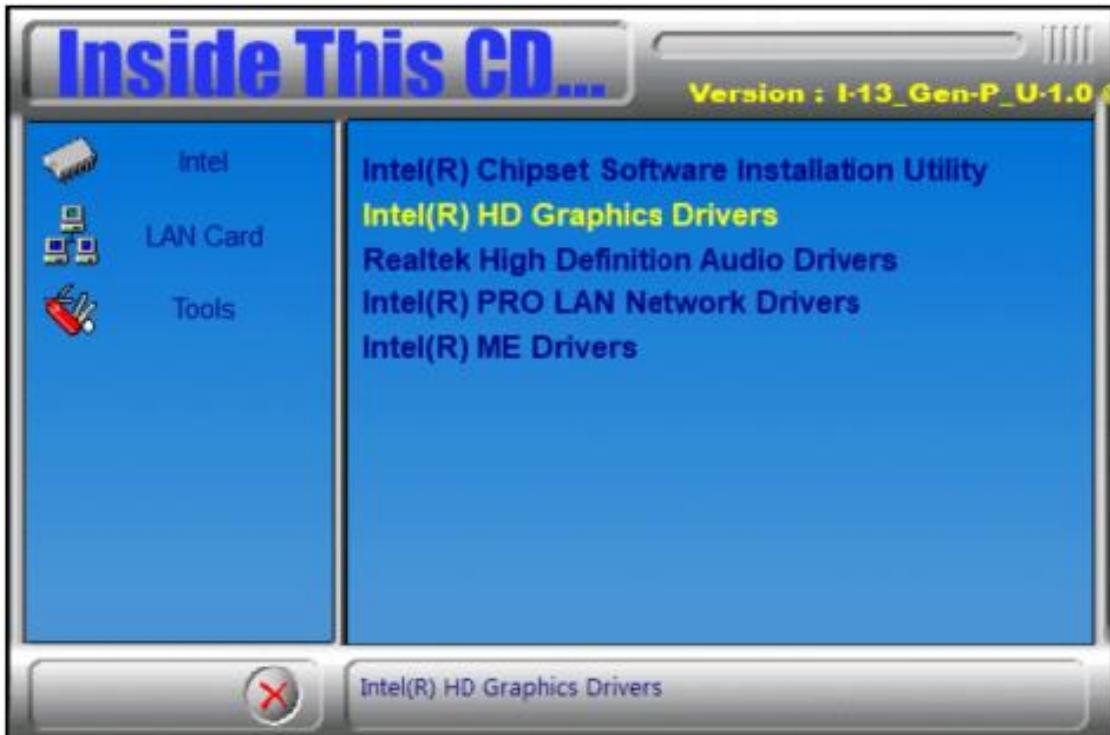 Inside This CD...
Version : I-13_Gen-P_U-1.0
Intel
LAN Card
Tools
Intel(R) Chipset Software Installation Utility
Intel(R) HD Graphics Drivers
Realtek High Definition Audio Drivers
Intel(R) PRO LAN Network Drivers
Intel(R) ME Drivers
Intel(R) HD Graphics Drivers